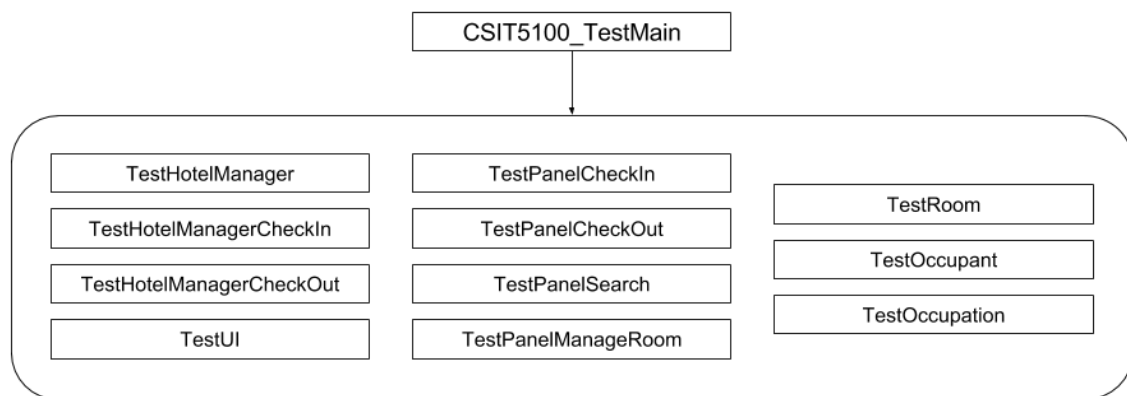 CSIT5100_TestMain
TestHotelManager
TestHotelManagerCheckIn
TestHotelManagerCheckOut
TestUI
TestPanelCheckIn
TestPanelCheckOut
TestPanelSearch
TestPanelManageRoom
TestRoom
TestOccupant
TestOccupation